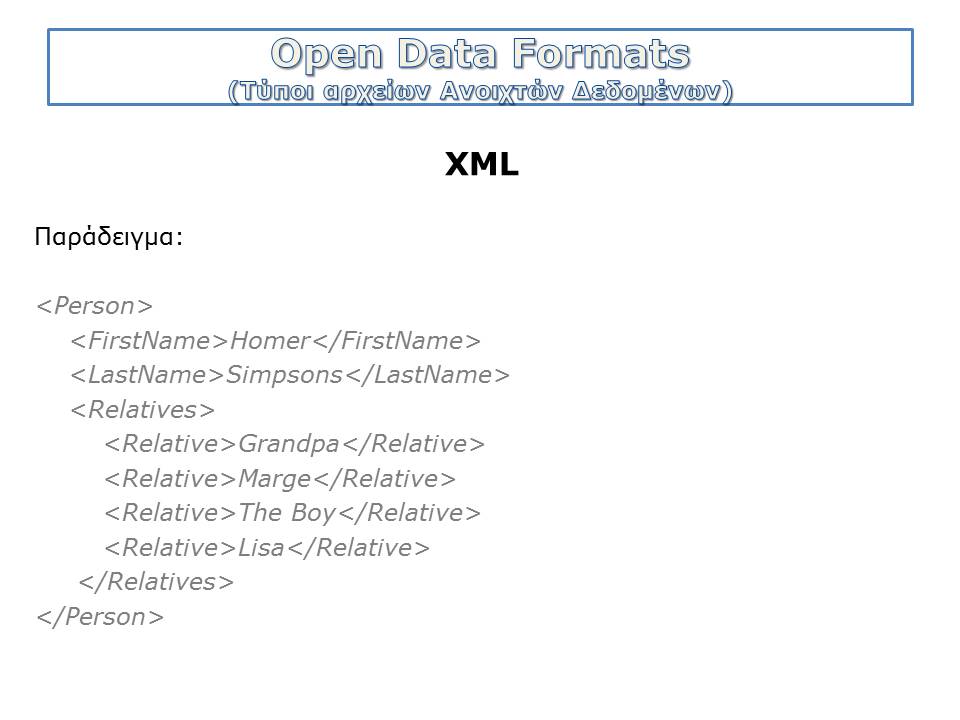 Open Data Formats
(Τύποι αρχείων Ανοιχτών Δεδομένων)
XML
Παράδειγμα:
<Person>
<FirstName>Homer</FirstName>
<LastName>Simpsons</LastName>
<Relatives>
<Relative>Grandpa</Relative>
<Relative>Marge</Relative>
<Relative>The Boy</Relative>
<Relative>Lisa</Relative>
</Relatives>
</Person>